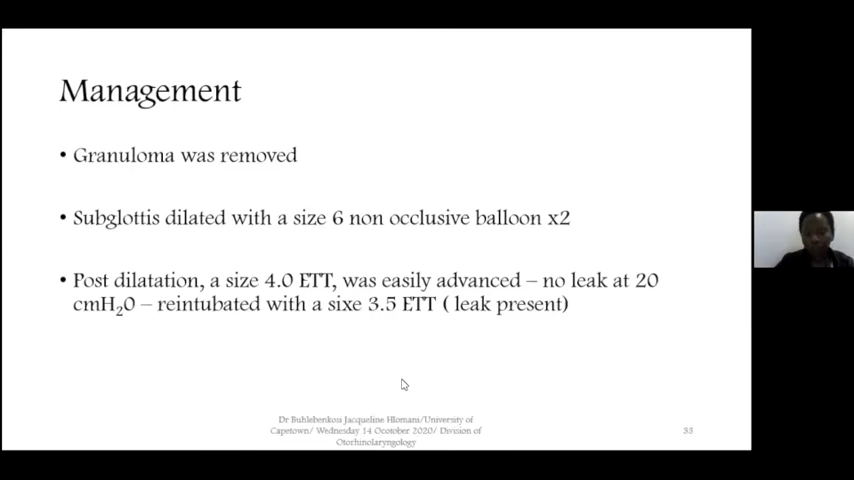 Management
• Granuloma was removed
• Subglottis dilated with a size 6 non occlusive balloon x2
• Post dilatation, a size 4.0 ETT, was easily advanced – no leak at 20
cmH₂0 – reintubated with a sixe 3.5 ETT ( leak present)
Dr Buhlebenkosi Jacqueline Hlomani/University of
Capetown/ Wednesday 14 Ocotober 2020/ Division of
Otorhinolaryngology
33